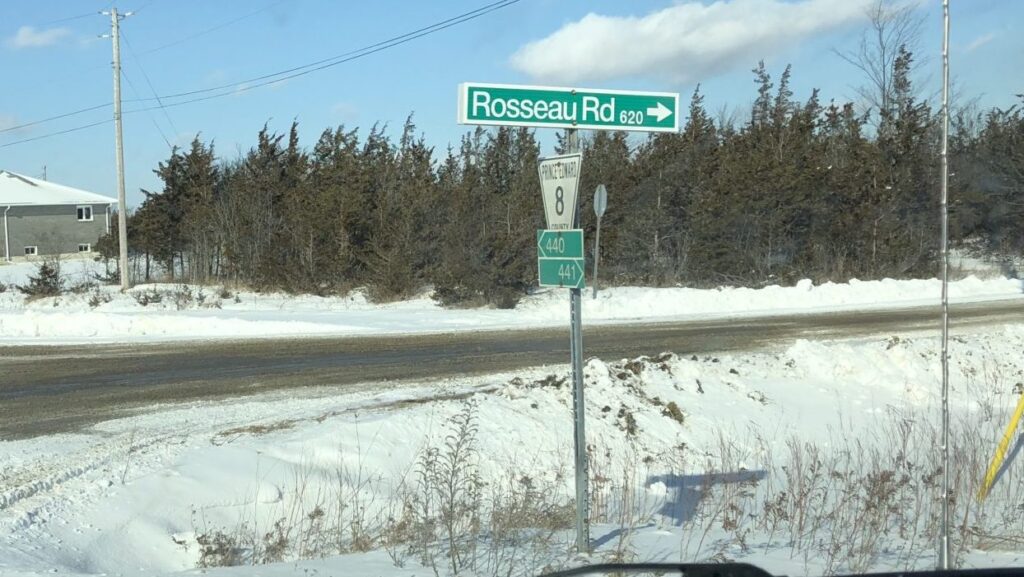 Rosseau Rd 620
PRINCE EDWARD
8
COUNTY
440
441